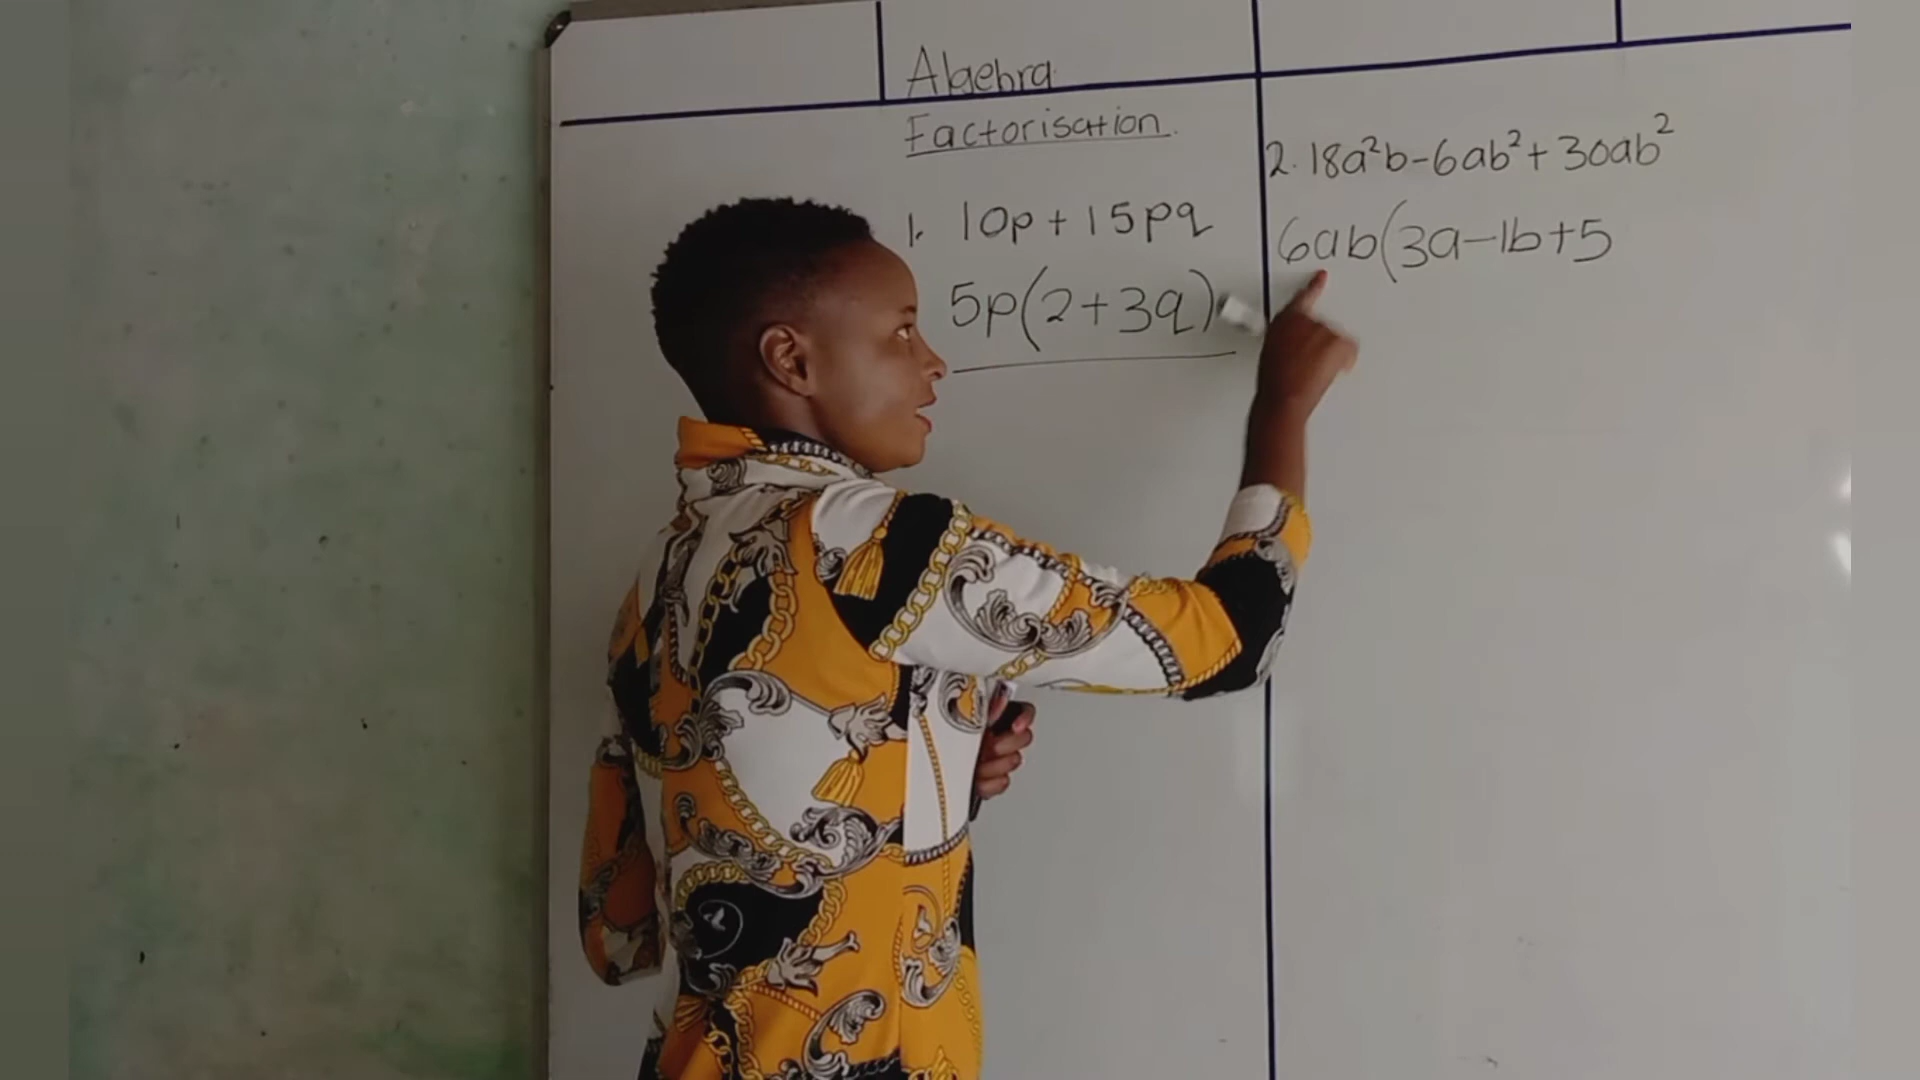 Algebra
Factorisation.
1. 10p + 15pq
5p(2+3q)
2. 18a²b - 6ab² + 30ab²
6ab(3a-1b+5